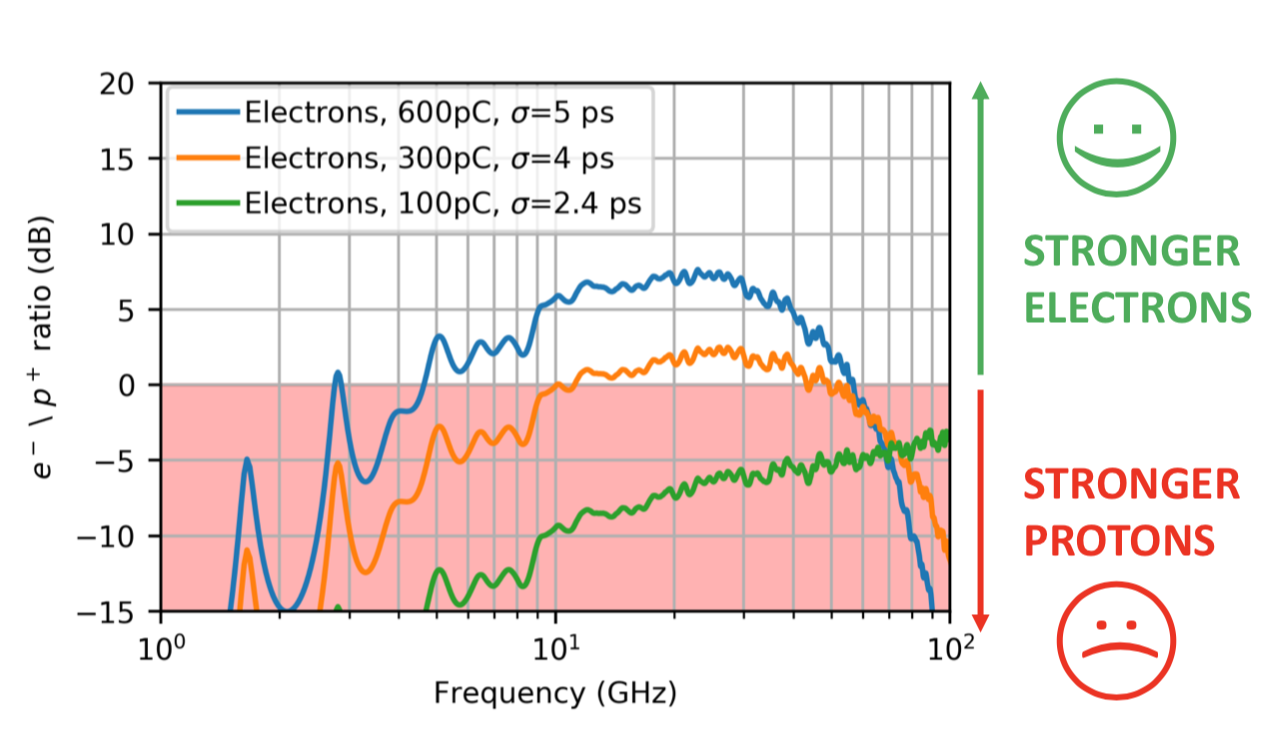 20
15
10
5
0
−5
−10
−15
e⁻ \ p⁺ ratio (dB)
Electrons, 600pC, σ=5 ps
Electrons, 300pC, σ=4 ps
Electrons, 100pC, σ=2.4 ps
10⁰
10¹
10²
Frequency (GHz)
STRONGER
ELECTRONS
STRONGER
PROTONS